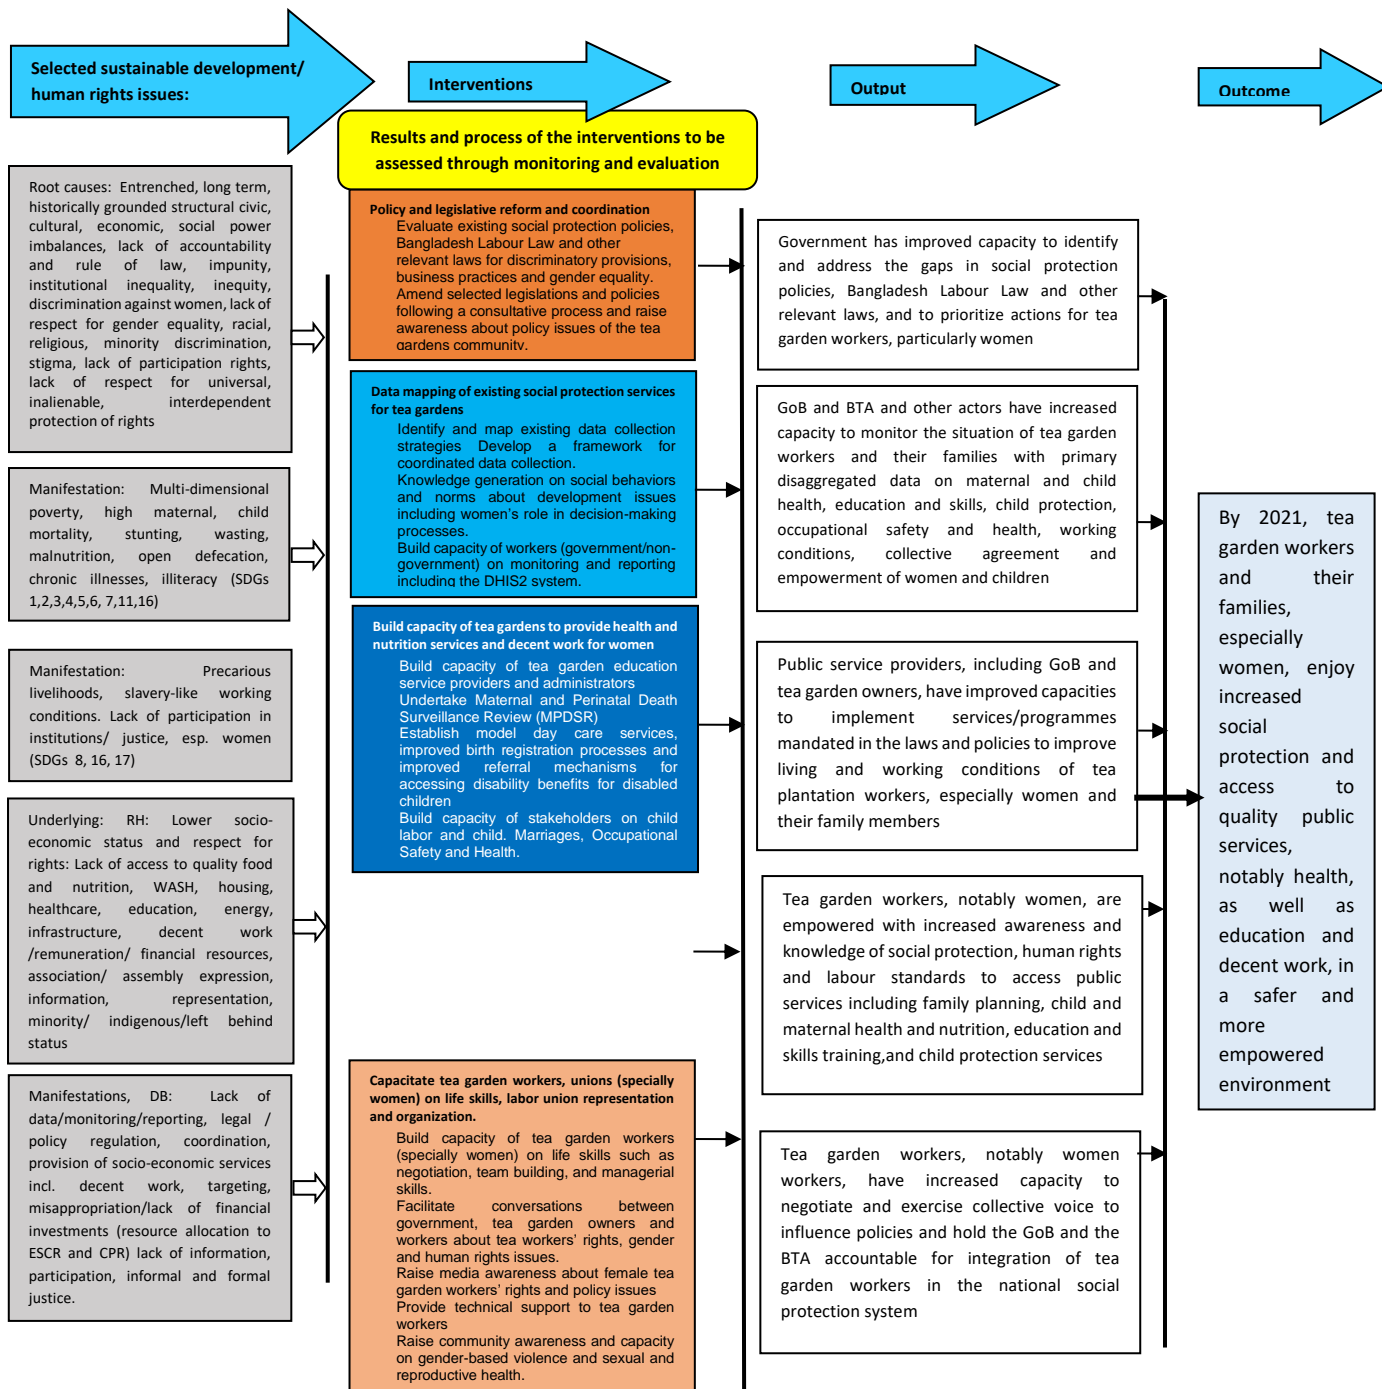 Selected sustainable development/
human rights issues:
Interventions
Output
Outcome
Results and process of the interventions to be
assessed through monitoring and evaluation
Root causes: Entrenched, long term,
historically grounded structural civic,
cultural, economic, social power
imbalances, lack of accountability
and rule of law, impunity,
institutional inequality, inequity,
discrimination against women, lack of
respect for gender equality, racial,
religious, minority discrimination,
stigma, lack of participation rights,
lack of respect for universal,
inalienable, interdependent
protection of rights
Manifestation: Multi-dimensional
poverty, high maternal, child
mortality, stunting, wasting,
malnutrition, open defecation,
chronic illnesses, illiteracy (SDGs
1,2,3,4,5,6, 7,11,16)
Manifestation: Precarious
livelihoods, slavery-like working
conditions. Lack of participation in
institutions/ justice, esp. women
(SDGs 8, 16, 17)
Underlying: RH: Lower socio-
economic status and respect for
rights: Lack of access to quality food
and nutrition, WASH, housing,
healthcare, education, energy,
infrastructure, decent work
/remuneration/ financial resources,
association/ assembly expression,
information, representation,
minority/ indigenous/left behind
status
Manifestations, DB: Lack of
data/monitoring/reporting, legal /
policy regulation, coordination,
provision of socio-economic services
incl. decent work, targeting,
misappropriation/lack of financial
investments (resource allocation to
ESCR and CPR) lack of information,
participation, informal and formal
justice.
Policy and legislative reform and coordination
Evaluate existing social protection policies,
Bangladesh Labour Law and other
relevant laws for discriminatory provisions,
business practices and gender equality.
Amend selected legislations and policies
following a consultative process and raise
awareness about policy issues of the tea
gardens community.
Data mapping of existing social protection services
for tea gardens
Identify and map existing data collection
strategies Develop a framework for
coordinated data collection.
Knowledge generation on social behaviors
and norms about development issues
including women's role in decision-making
processes.
Build capacity of workers (government/non-
government) on monitoring and reporting
including the DHIS2 system.
Build capacity of tea gardens to provide health and
nutrition services and decent work for women
Build capacity of tea garden education
service providers and administrators
Undertake Maternal and Perinatal Death
Surveillance Review (MPDSR)
Establish model day care services,
improved birth registration processes and
improved referral mechanisms for
accessing disability benefits for disabled
children
Build capacity of stakeholders on child
labor and child. Marriages, Occupational
Safety and Health.
Capacitate tea garden workers, unions (specially
women) on life skills, labor union representation
and organization.
Build capacity of tea garden workers
(specially women) on life skills such as
negotiation, team building, and managerial
skills.
Facilitate conversations between
government, tea garden owners and
workers about tea workers' rights, gender
and human rights issues.
Raise media awareness about female tea
garden workers' rights and policy issues
Provide technical support to tea garden
workers
Raise community awareness and capacity
on gender-based violence and sexual and
reproductive health.
Government has improved capacity to identify
and address the gaps in social protection
policies, Bangladesh Labour Law and other
relevant laws, and to prioritize actions for tea
garden workers, particularly women
GoB and BTA and other actors have increased
capacity to monitor the situation of tea garden
workers and their families with primary
disaggregated data on maternal and child
health, education and skills, child protection,
occupational safety and health, working
conditions, collective agreement and
empowerment of women and children
Public service providers, including GoB and
tea garden owners, have improved capacities
to implement services/programmes
mandated in the laws and policies to improve
living and working conditions of tea
plantation workers, especially women and
their family members
Tea garden workers, notably women, are
empowered with increased awareness and
knowledge of social protection, human rights
and labour standards to access public
services including family planning, child and
maternal health and nutrition, education and
skills training,and child protection services
Tea garden workers, notably women
workers, have increased capacity to
negotiate and exercise collective voice to
influence policies and hold the GoB and the
BTA accountable for integration of tea
garden workers in the national social
protection system
By 2021, tea
garden workers
and their
families,
especially
women, enjoy
increased
social
protection and
access to
quality public
services,
notably health,
as well as
education and
decent work, in
a safer and
more
empowered
environment